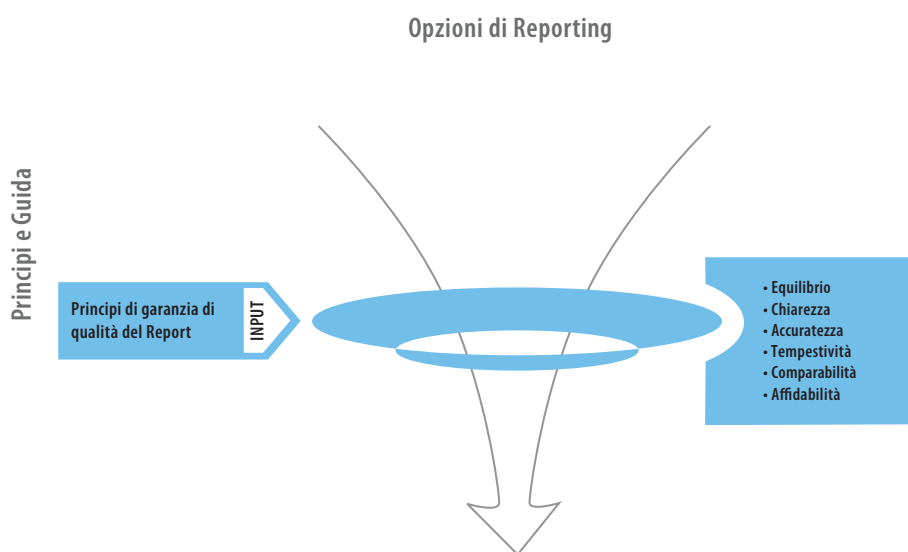 Opzioni di Reporting
Principi e Guida
Principi di garanzia di
qualità del Report
INPUT
• Equilibrio
• Chiarezza
• Accuratezza
• Tempestività
• Comparabilità
• Affidabilità